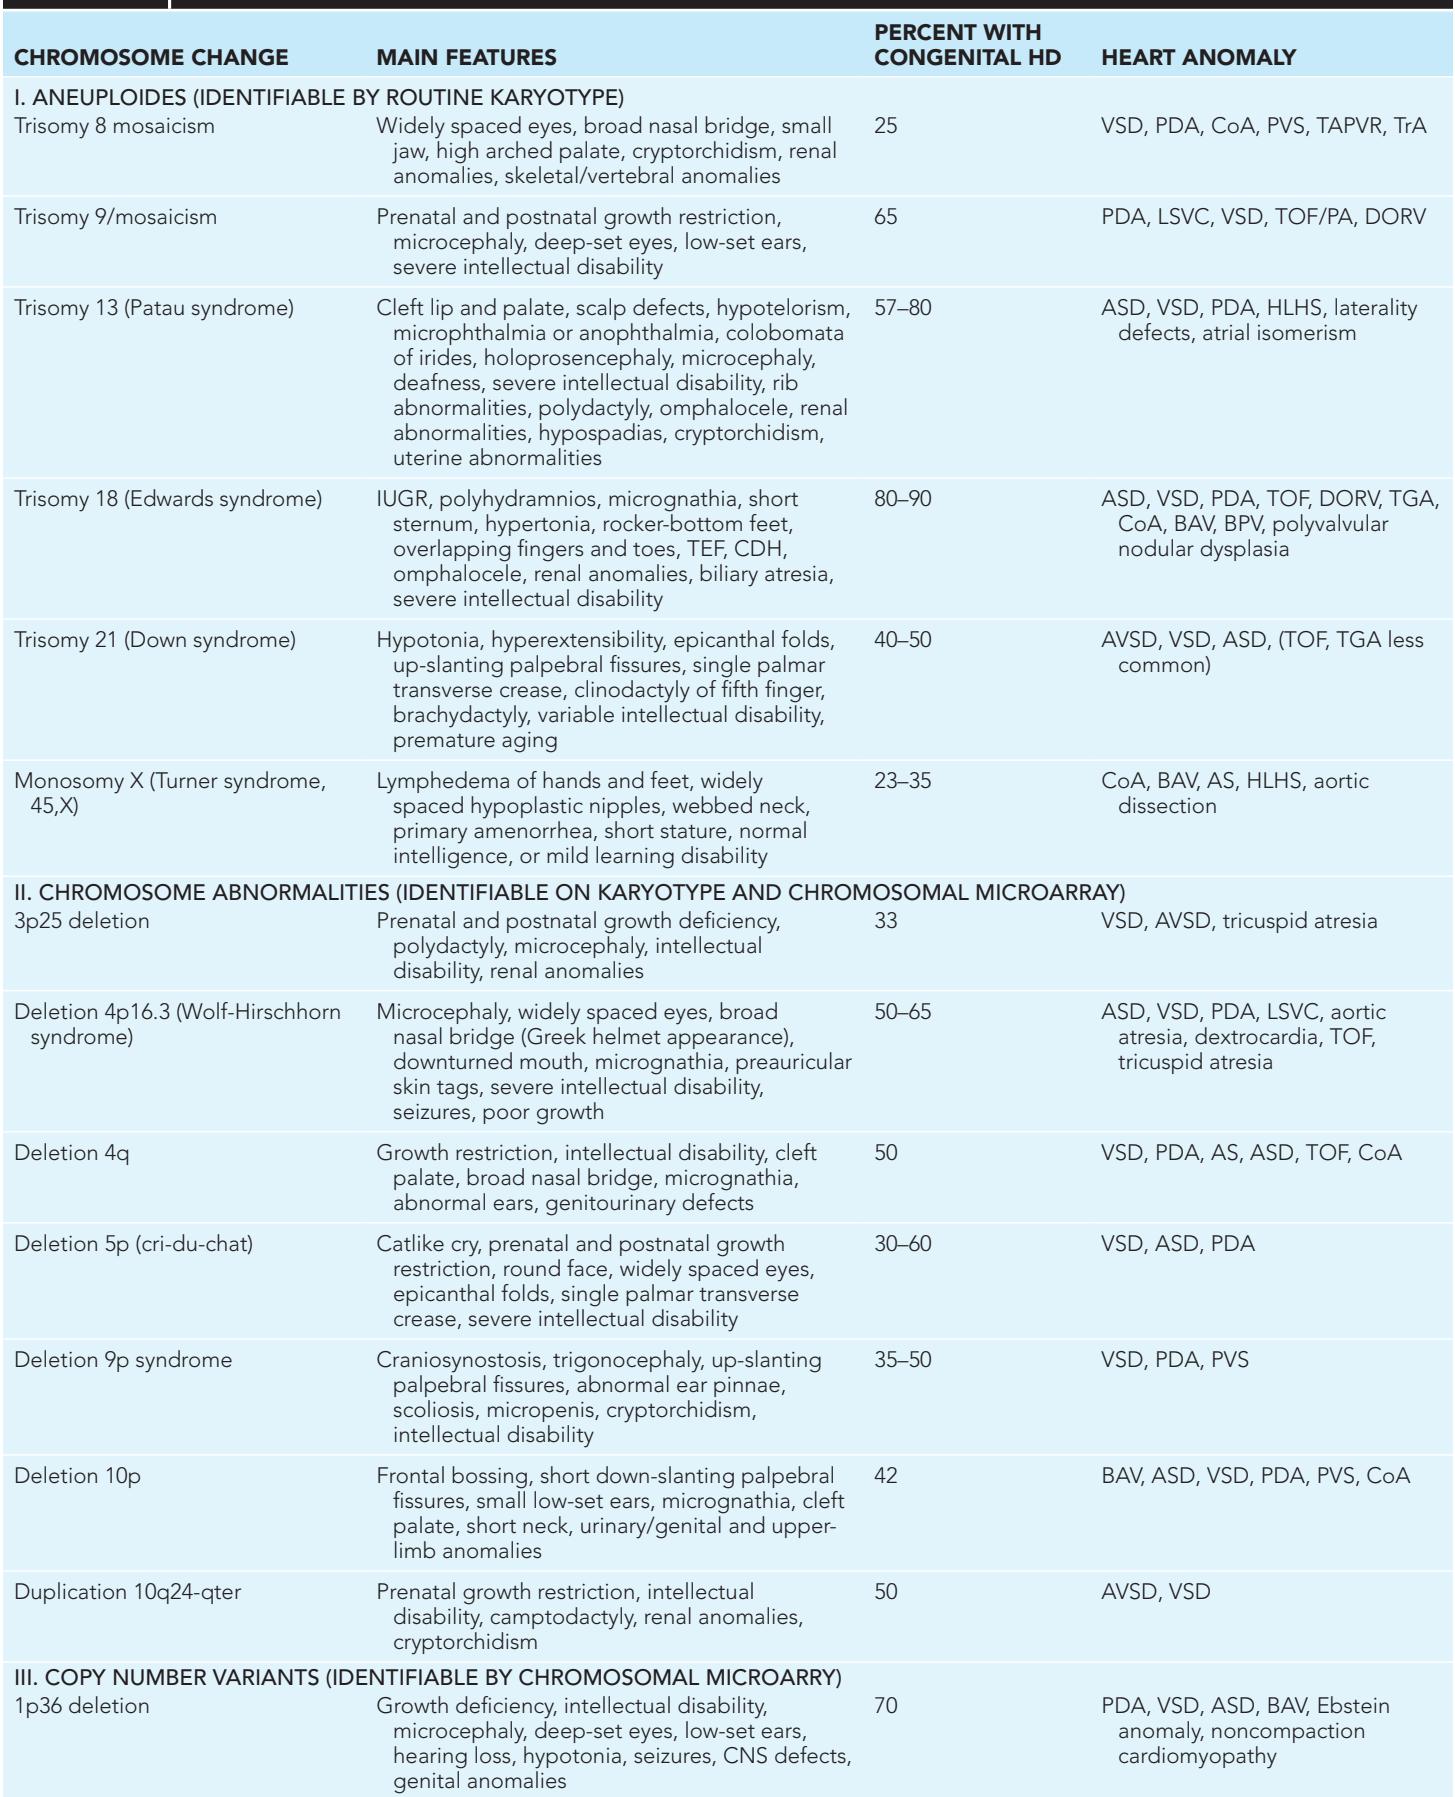 CHROMOSOME CHANGE MAIN FEATURES PERCENT WITH CONGENITAL HD HEART ANOMALY
I. ANEUPLOIDES (IDENTIFIABLE BY ROUTINE KARYOTYPE)
Trisomy 8 mosaicism Widely spaced eyes, broad nasal bridge, small 25 VSD, PDA, CoA, PVS, TAPVR, TrA
jaw, high arched palate, cryptorchidism, renal
anomalies, skeletal/vertebral anomalies
Trisomy 9/mosaicism Prenatal and postnatal growth restriction, 65 PDA, LSVC, VSD, TOF/PA, DORV
microcephaly, deep-set eyes, low-set ears,
severe intellectual disability
Trisomy 13 (Patau syndrome) Cleft lip and palate, scalp defects, hypotelorism, 57–80 ASD, VSD, PDA, HLHS, laterality
microphthalmia or anophthalmia, colobomata defects, atrial isomerism
of irides, holoprosencephaly, microcephaly,
deafness, severe intellectual disability, rib
abnormalities, polydactyly, omphalocele, renal
abnormalities, hypospadias, cryptorchidism,
uterine abnormalities
Trisomy 18 (Edwards syndrome) IUGR, polyhydramnios, micrognathia, short 80–90 ASD, VSD, PDA, TOF, DORV, TGA,
sternum, hypertonia, rocker-bottom feet, CoA, BAV, BPV, polyvalvular
overlapping fingers and toes, TEF, CDH, nodular dysplasia
omphalocele, renal anomalies, biliary atresia,
severe intellectual disability
Trisomy 21 (Down syndrome) Hypotonia, hyperextensibility, epicanthal folds, 40–50 AVSD, VSD, ASD, (TOF, TGA less
up-slanting palpebral fissures, single palmar common)
transverse crease, clinodactyly of fifth finger,
brachydactyly, variable intellectual disability,
premature aging
Monosomy X (Turner syndrome, Lymphedema of hands and feet, widely 23–35 CoA, BAV, AS, HLHS, aortic
45,X) spaced hypoplastic nipples, webbed neck, dissection
primary amenorrhea, short stature, normal
intelligence, or mild learning disability
II. CHROMOSOME ABNORMALITIES (IDENTIFIABLE ON KARYOTYPE AND CHROMOSOMAL MICROARRAY)
3p25 deletion Prenatal and postnatal growth deficiency, 33 VSD, AVSD, tricuspid atresia
polydactyly, microcephaly, intellectual
disability, renal anomalies
Deletion 4p16.3 (Wolf-Hirschhorn Microcephaly, widely spaced eyes, broad 50–65 ASD, VSD, PDA, LSVC, aortic
syndrome) nasal bridge (Greek helmet appearance), atresia, dextrocardia, TOF,
downturned mouth, micrognathia, preauricular tricuspid atresia
skin tags, severe intellectual disability,
seizures, poor growth
Deletion 4q Growth restriction, intellectual disability, cleft 50 VSD, PDA, AS, ASD, TOF, CoA
palate, broad nasal bridge, micrognathia,
abnormal ears, genitourinary defects
Deletion 5p (cri-du-chat) Catlike cry, prenatal and postnatal growth 30–60 VSD, ASD, PDA
restriction, round face, widely spaced eyes,
epicanthal folds, single palmar transverse
crease, severe intellectual disability
Deletion 9p syndrome Craniosynostosis, trigonocephaly, up-slanting 35–50 VSD, PDA, PVS
palpebral fissures, abnormal ear pinnae,
scoliosis, micropenis, cryptorchidism,
intellectual disability
Deletion 10p Frontal bossing, short down-slanting palpebral 42 BAV, ASD, VSD, PDA, PVS, CoA
fissures, small low-set ears, micrognathia, cleft
palate, short neck, urinary/genital and upper-
limb anomalies
Duplication 10q24-qter Prenatal growth restriction, intellectual 50 AVSD, VSD
disability, camptodactyly, renal anomalies,
cryptorchidism
III. COPY NUMBER VARIANTS (IDENTIFIABLE BY CHROMOSOMAL MICROARRY)
1p36 deletion Growth deficiency, intellectual disability, 70 PDA, VSD, ASD, BAV, Ebstein
microcephaly, deep-set eyes, low-set ears, anomaly, noncompaction
hearing loss, hypotonia, seizures, CNS defects, cardiomyopathy
genital anomalies